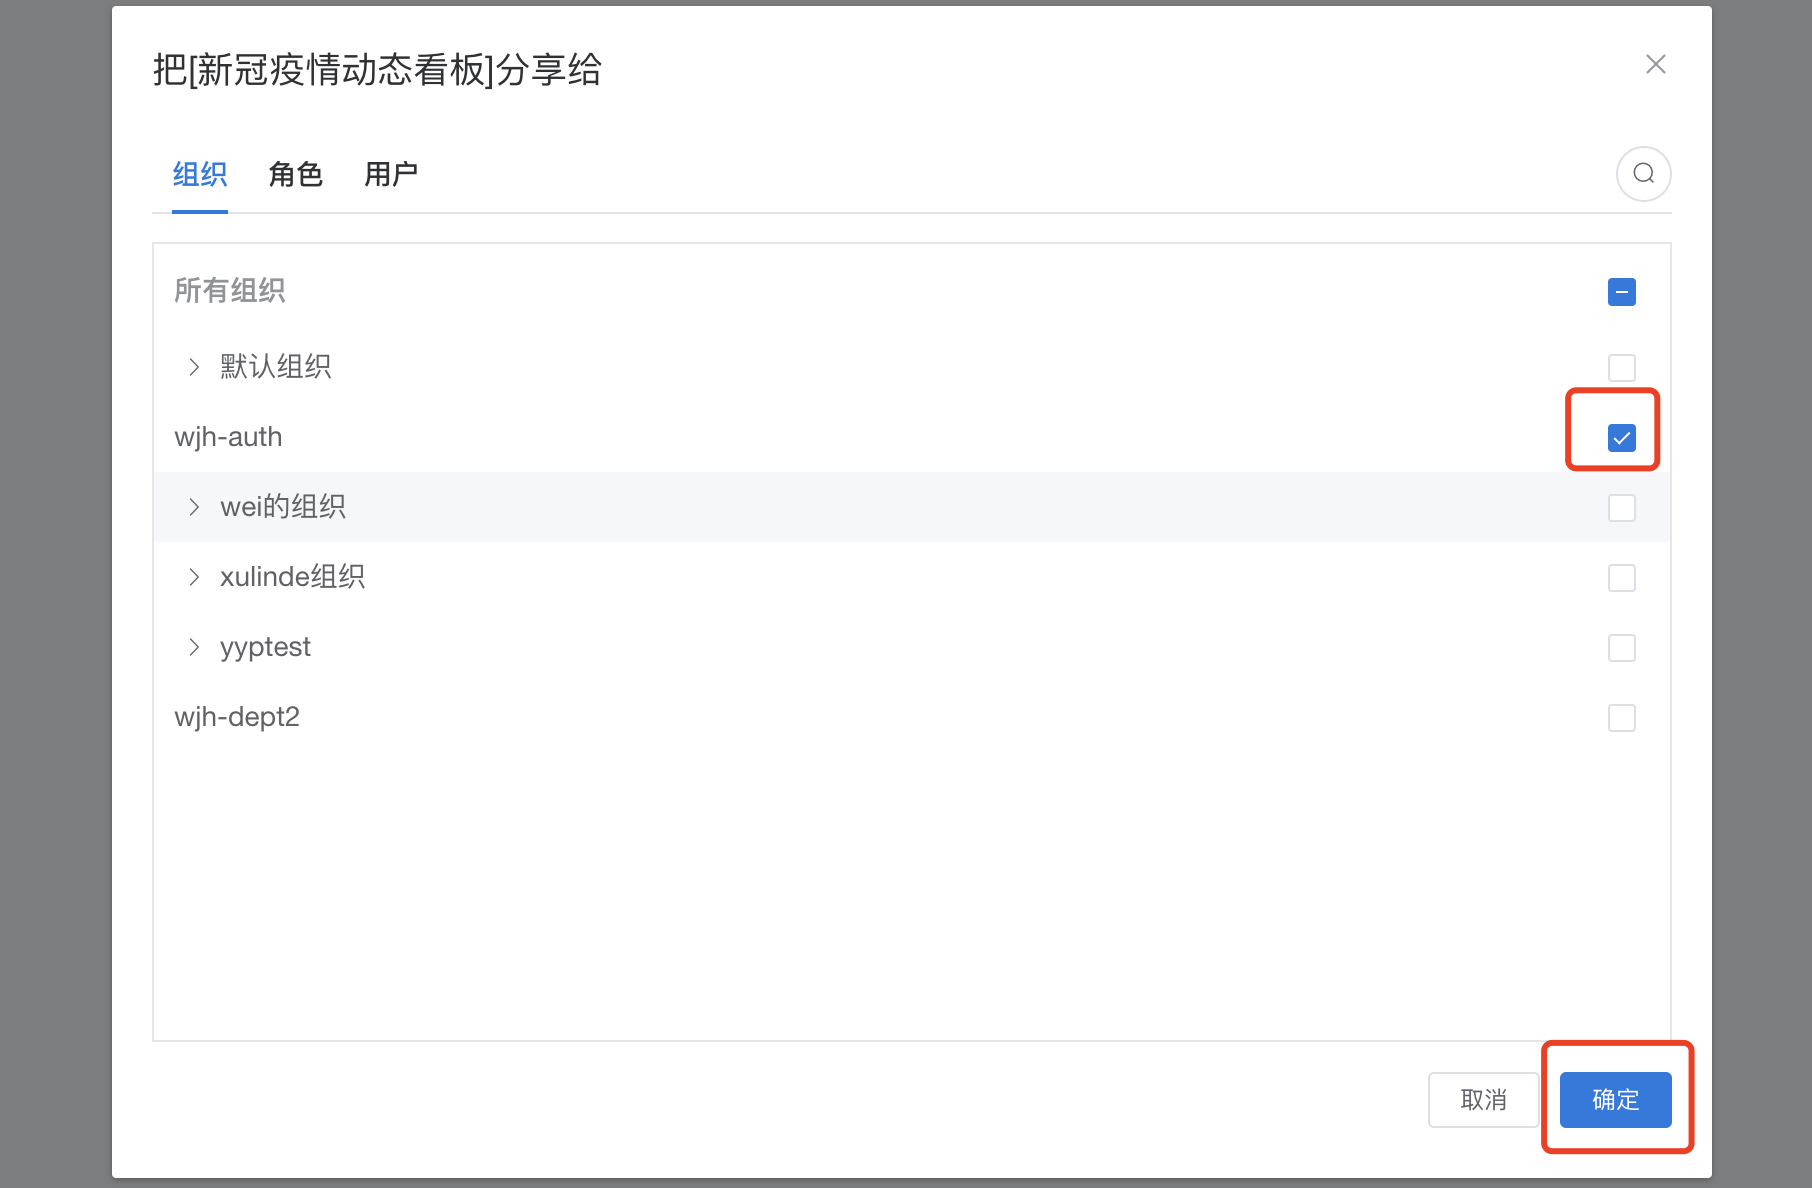 把[新冠疫情动态看板]分享给
组织 角色 用户
所有组织
默认组织
wjh-auth
wei的组织
xulinde组织
yyptest
wjh-dept2
取消 确定